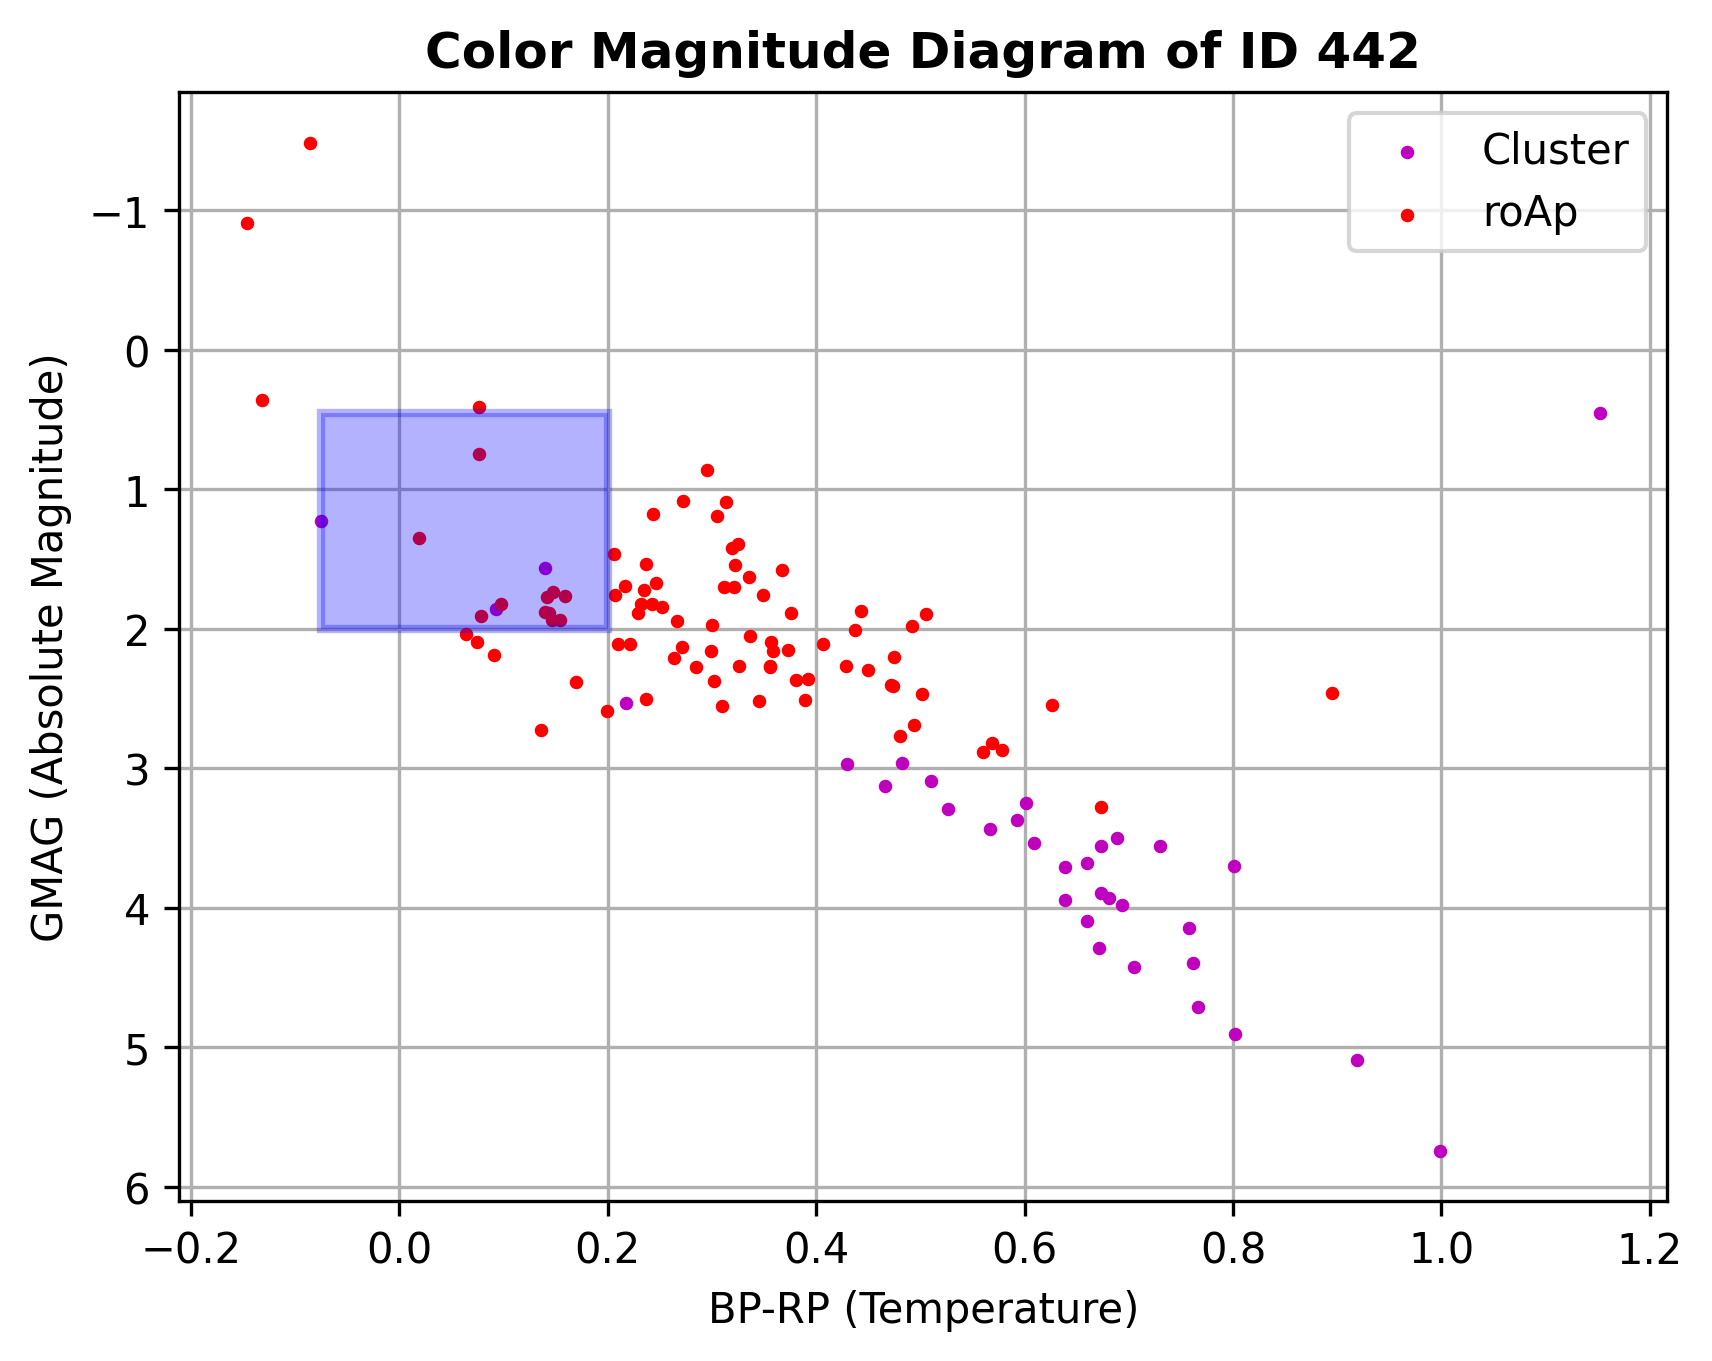 Color Magnitude Diagram of ID 442
Cluster
roAp
GMAG (Absolute Magnitude)
−1
0
1
2
3
4
5
6
−0.2 0.0 0.2 0.4 0.6 0.8 1.0 1.2
BP-RP (Temperature)